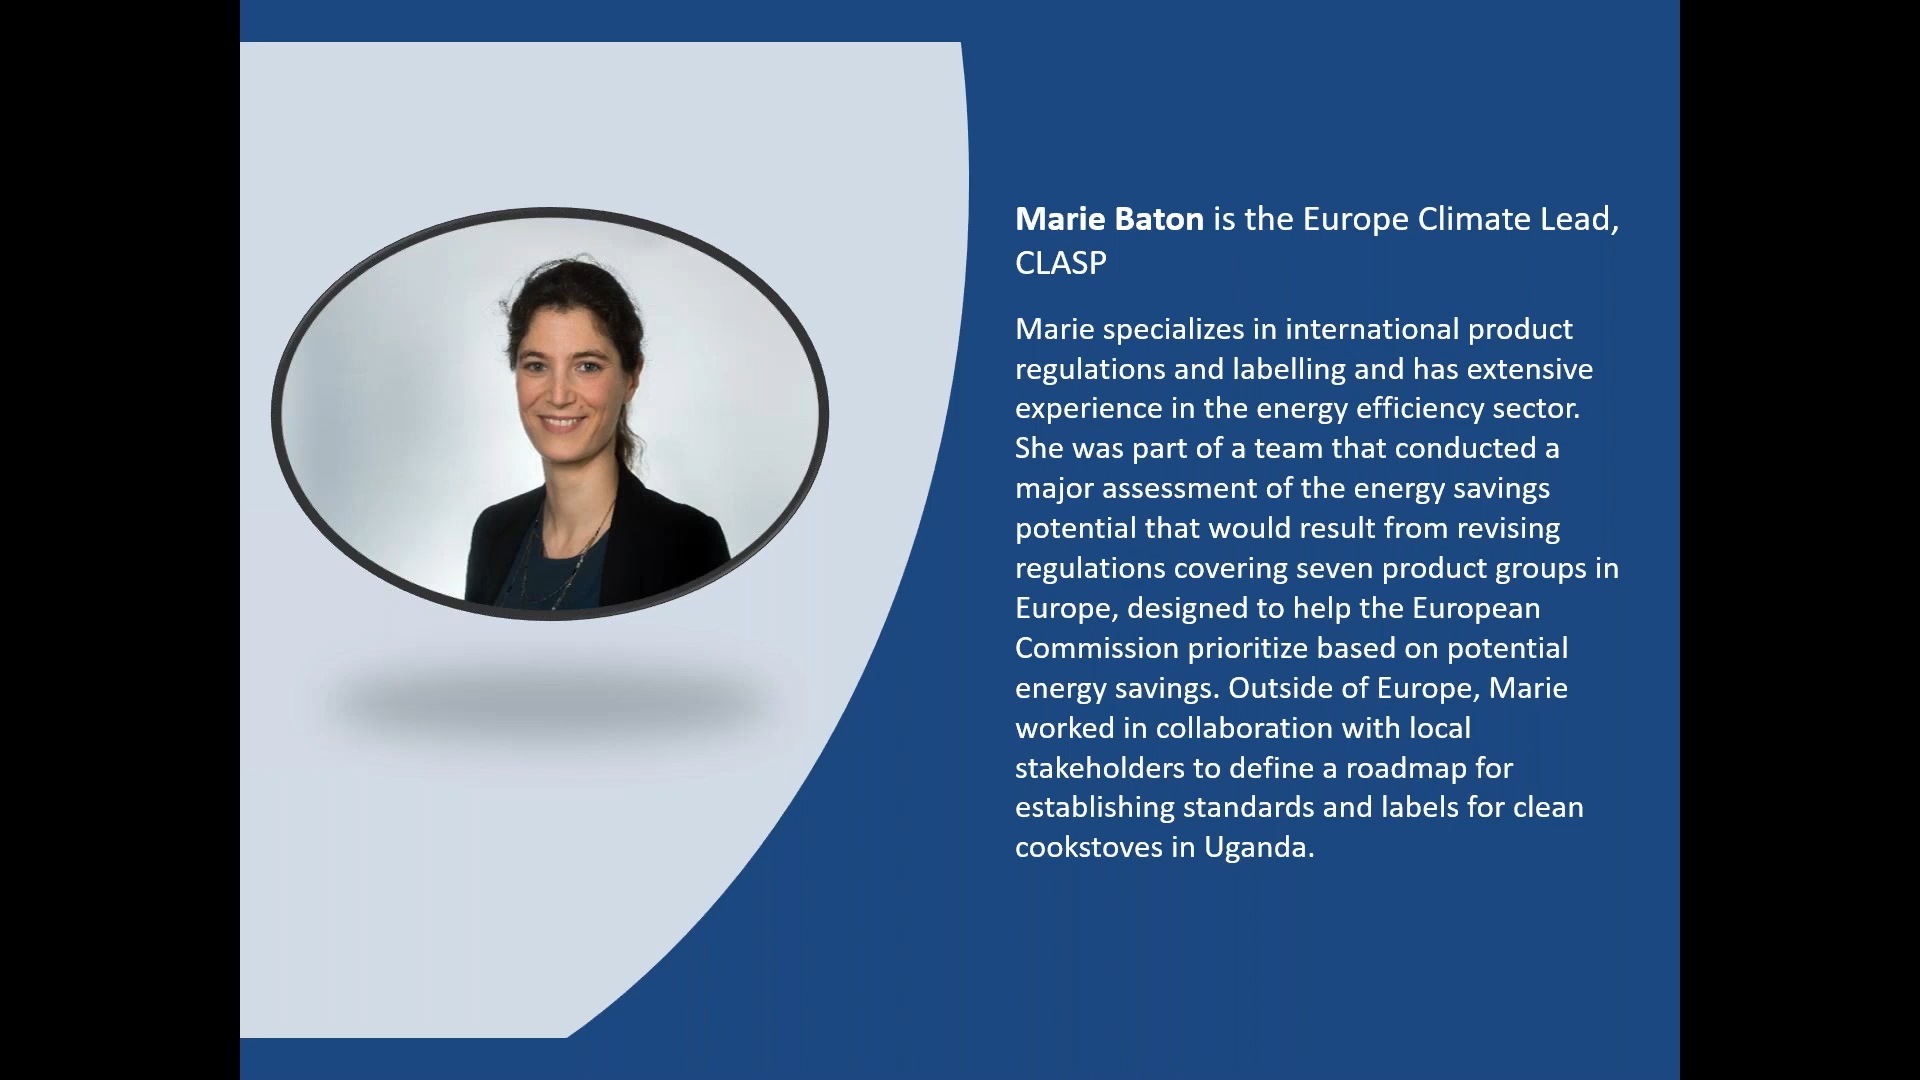 Marie Baton is the Europe Climate Lead,
CLASP
Marie specializes in international product
regulations and labelling and has extensive
experience in the energy efficiency sector.
She was part of a team that conducted a
major assessment of the energy savings
potential that would result from revising
regulations covering seven product groups in
Europe, designed to help the European
Commission prioritize based on potential
energy savings. Outside of Europe, Marie
worked in collaboration with local
stakeholders to define a roadmap for
establishing standards and labels for clean
cookstoves in Uganda.